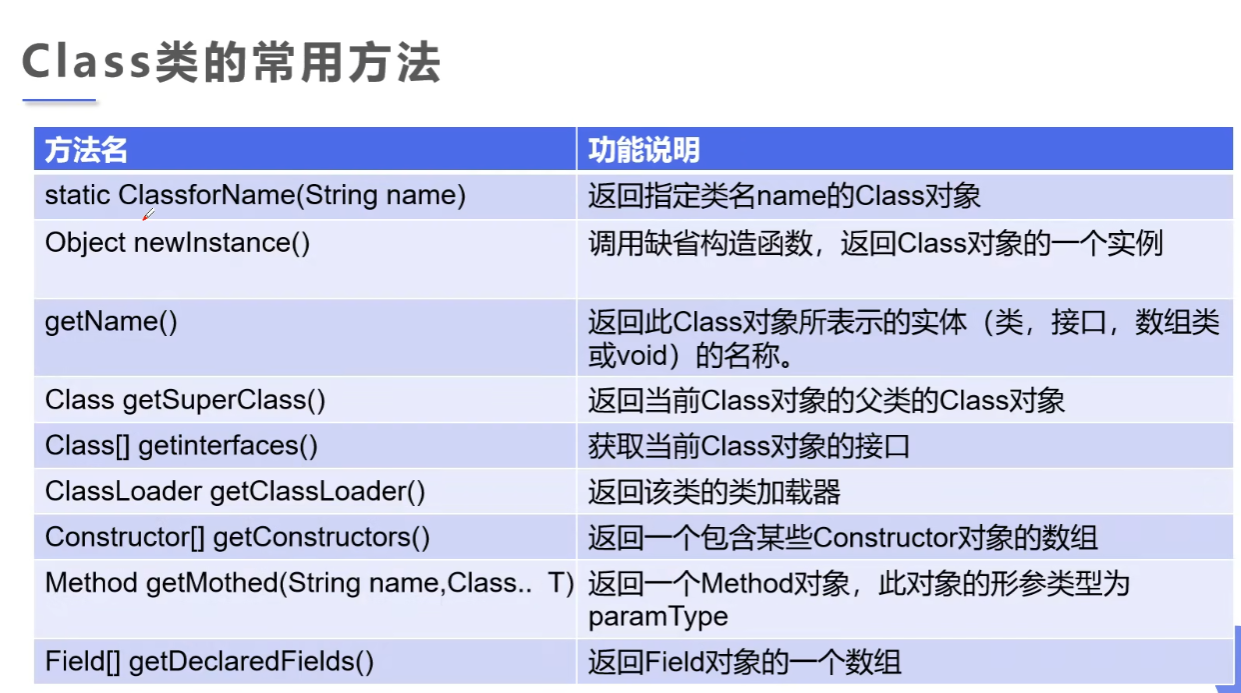 Class类的常用方法
方法名
功能说明
static ClassforName(String name)
返回指定类名name的Class对象
Object newInstance()
调用缺省构造函数，返回Class对象的一个实例
getName()
返回此Class对象所表示的实体（类，接口，数组类
或void）的名称。
Class getSuperClass()
返回当前Class对象的父类的Class对象
Class[] getinterfaces()
获取当前Class对象的接口
ClassLoader getClassLoader()
返回该类的类加载器
Constructor[] getConstructors()
返回一个包含某些Constructor对象的数组
Method getMothed(String name,Class.. T)
返回一个Method对象，此对象的形参类型为
paramType
Field[] getDeclaredFields()
返回Field对象的一个数组